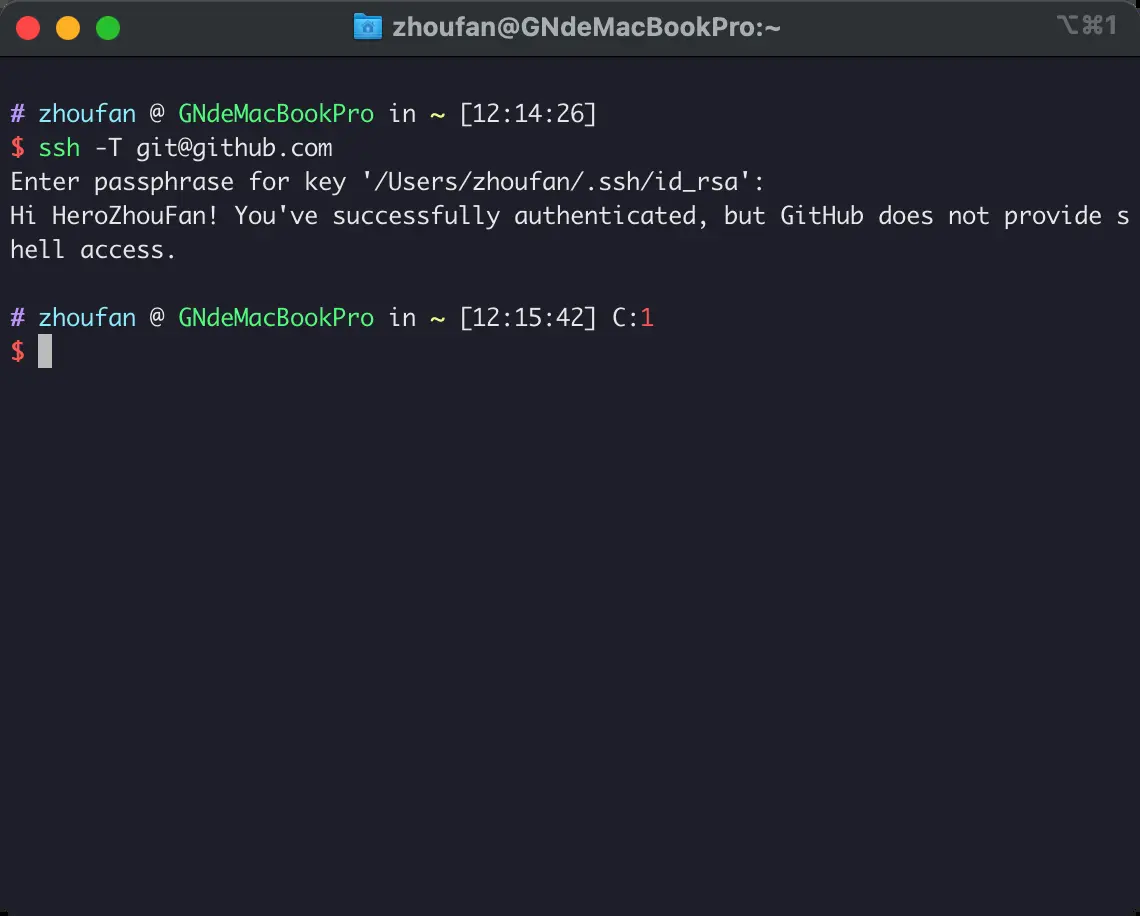 zhoufan@GNdeMacBookPro:~ ⌥⌘1
# zhoufan @ GNdeMacBookPro in ~ [12:14:26]
$ ssh -T git@github.com
Enter passphrase for key '/Users/zhoufan/.ssh/id_rsa':
Hi HeroZhouFan! You've successfully authenticated, but GitHub does not provide s
hell access.
# zhoufan @ GNdeMacBookPro in ~ [12:15:42] C:1
$